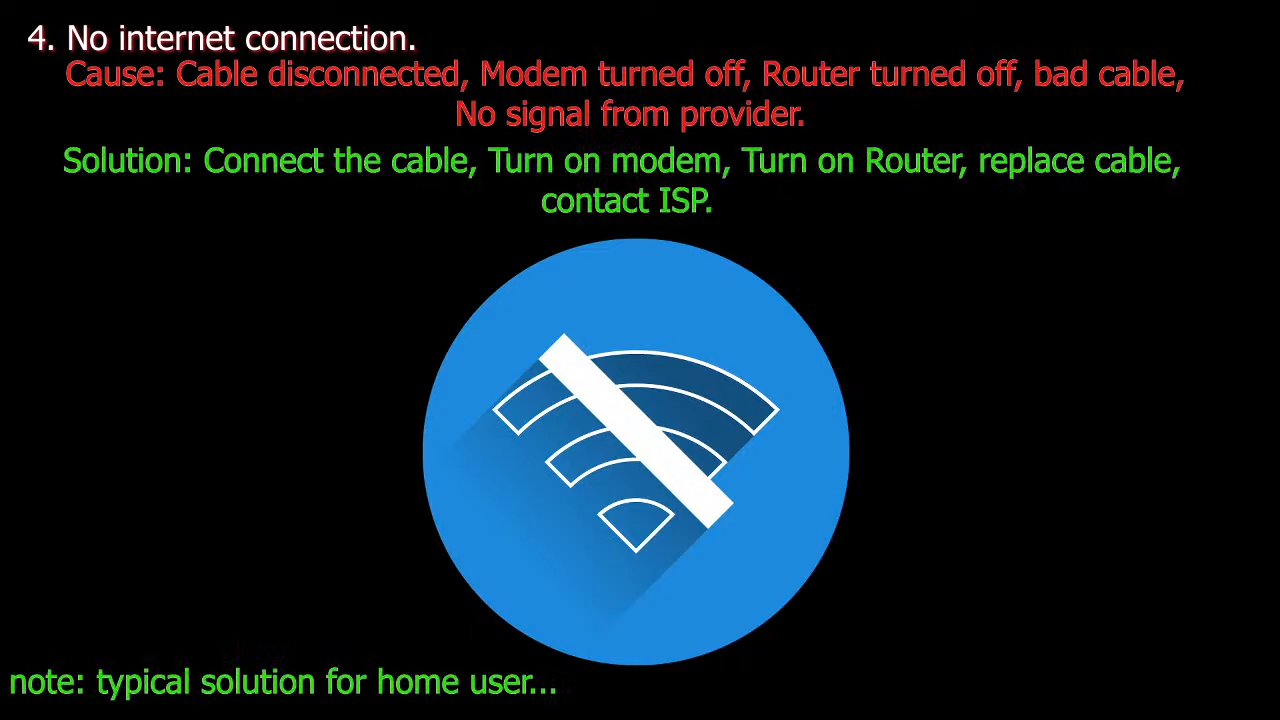 4. No internet connection.
Cause: Cable disconnected, Modem turned off, Router turned off, bad cable,
No signal from provider.
Solution: Connect the cable, Turn on modem, Turn on Router, replace cable,
contact ISP.
note: typical solution for home user...